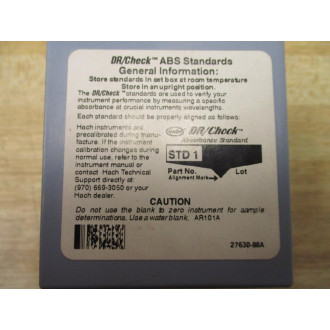 DR/Check™ ABS Standards
General Information:
Store standards in set box at room temperature
Store in an upright position.
The DR/Check™ standards are used to verify your
instrument performance by measuring a specific
absorbance at crucial instruments wavelengths.
Each standard should be properly aligned as follows:
Hach instruments are
precalibrated during manu-
facture. If the instrument
calibration changes during
normal use, refer to the
instrument manual or
contact Hach Technical
Support directly at:
(970) 669-3050 or your
Hach dealer.
DR/Check™
Absorbance Standard
STD 1
Part No.
Lot
Alignment Mark
CAUTION
Do not use the blank to zero instrument for sample
determinations. Use a water blank. AR101A
27630-88A